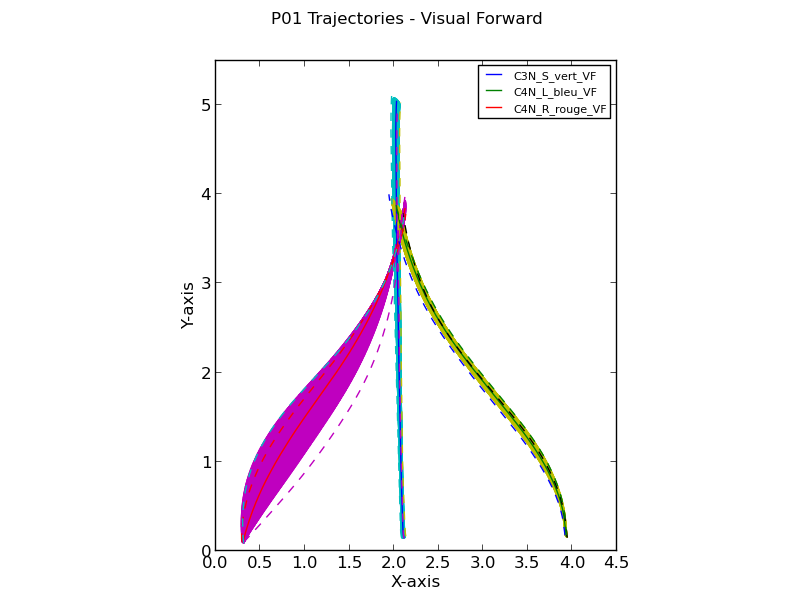 P01 Trajectories - Visual Forward
C3N_S_vert_VF
C4N_L_bleu_VF
C4N_R_rouge_VF
Y-axis
5
4
3
2
1
0
0.0 0.5 1.0 1.5 2.0 2.5 3.0 3.5 4.0 4.5
X-axis